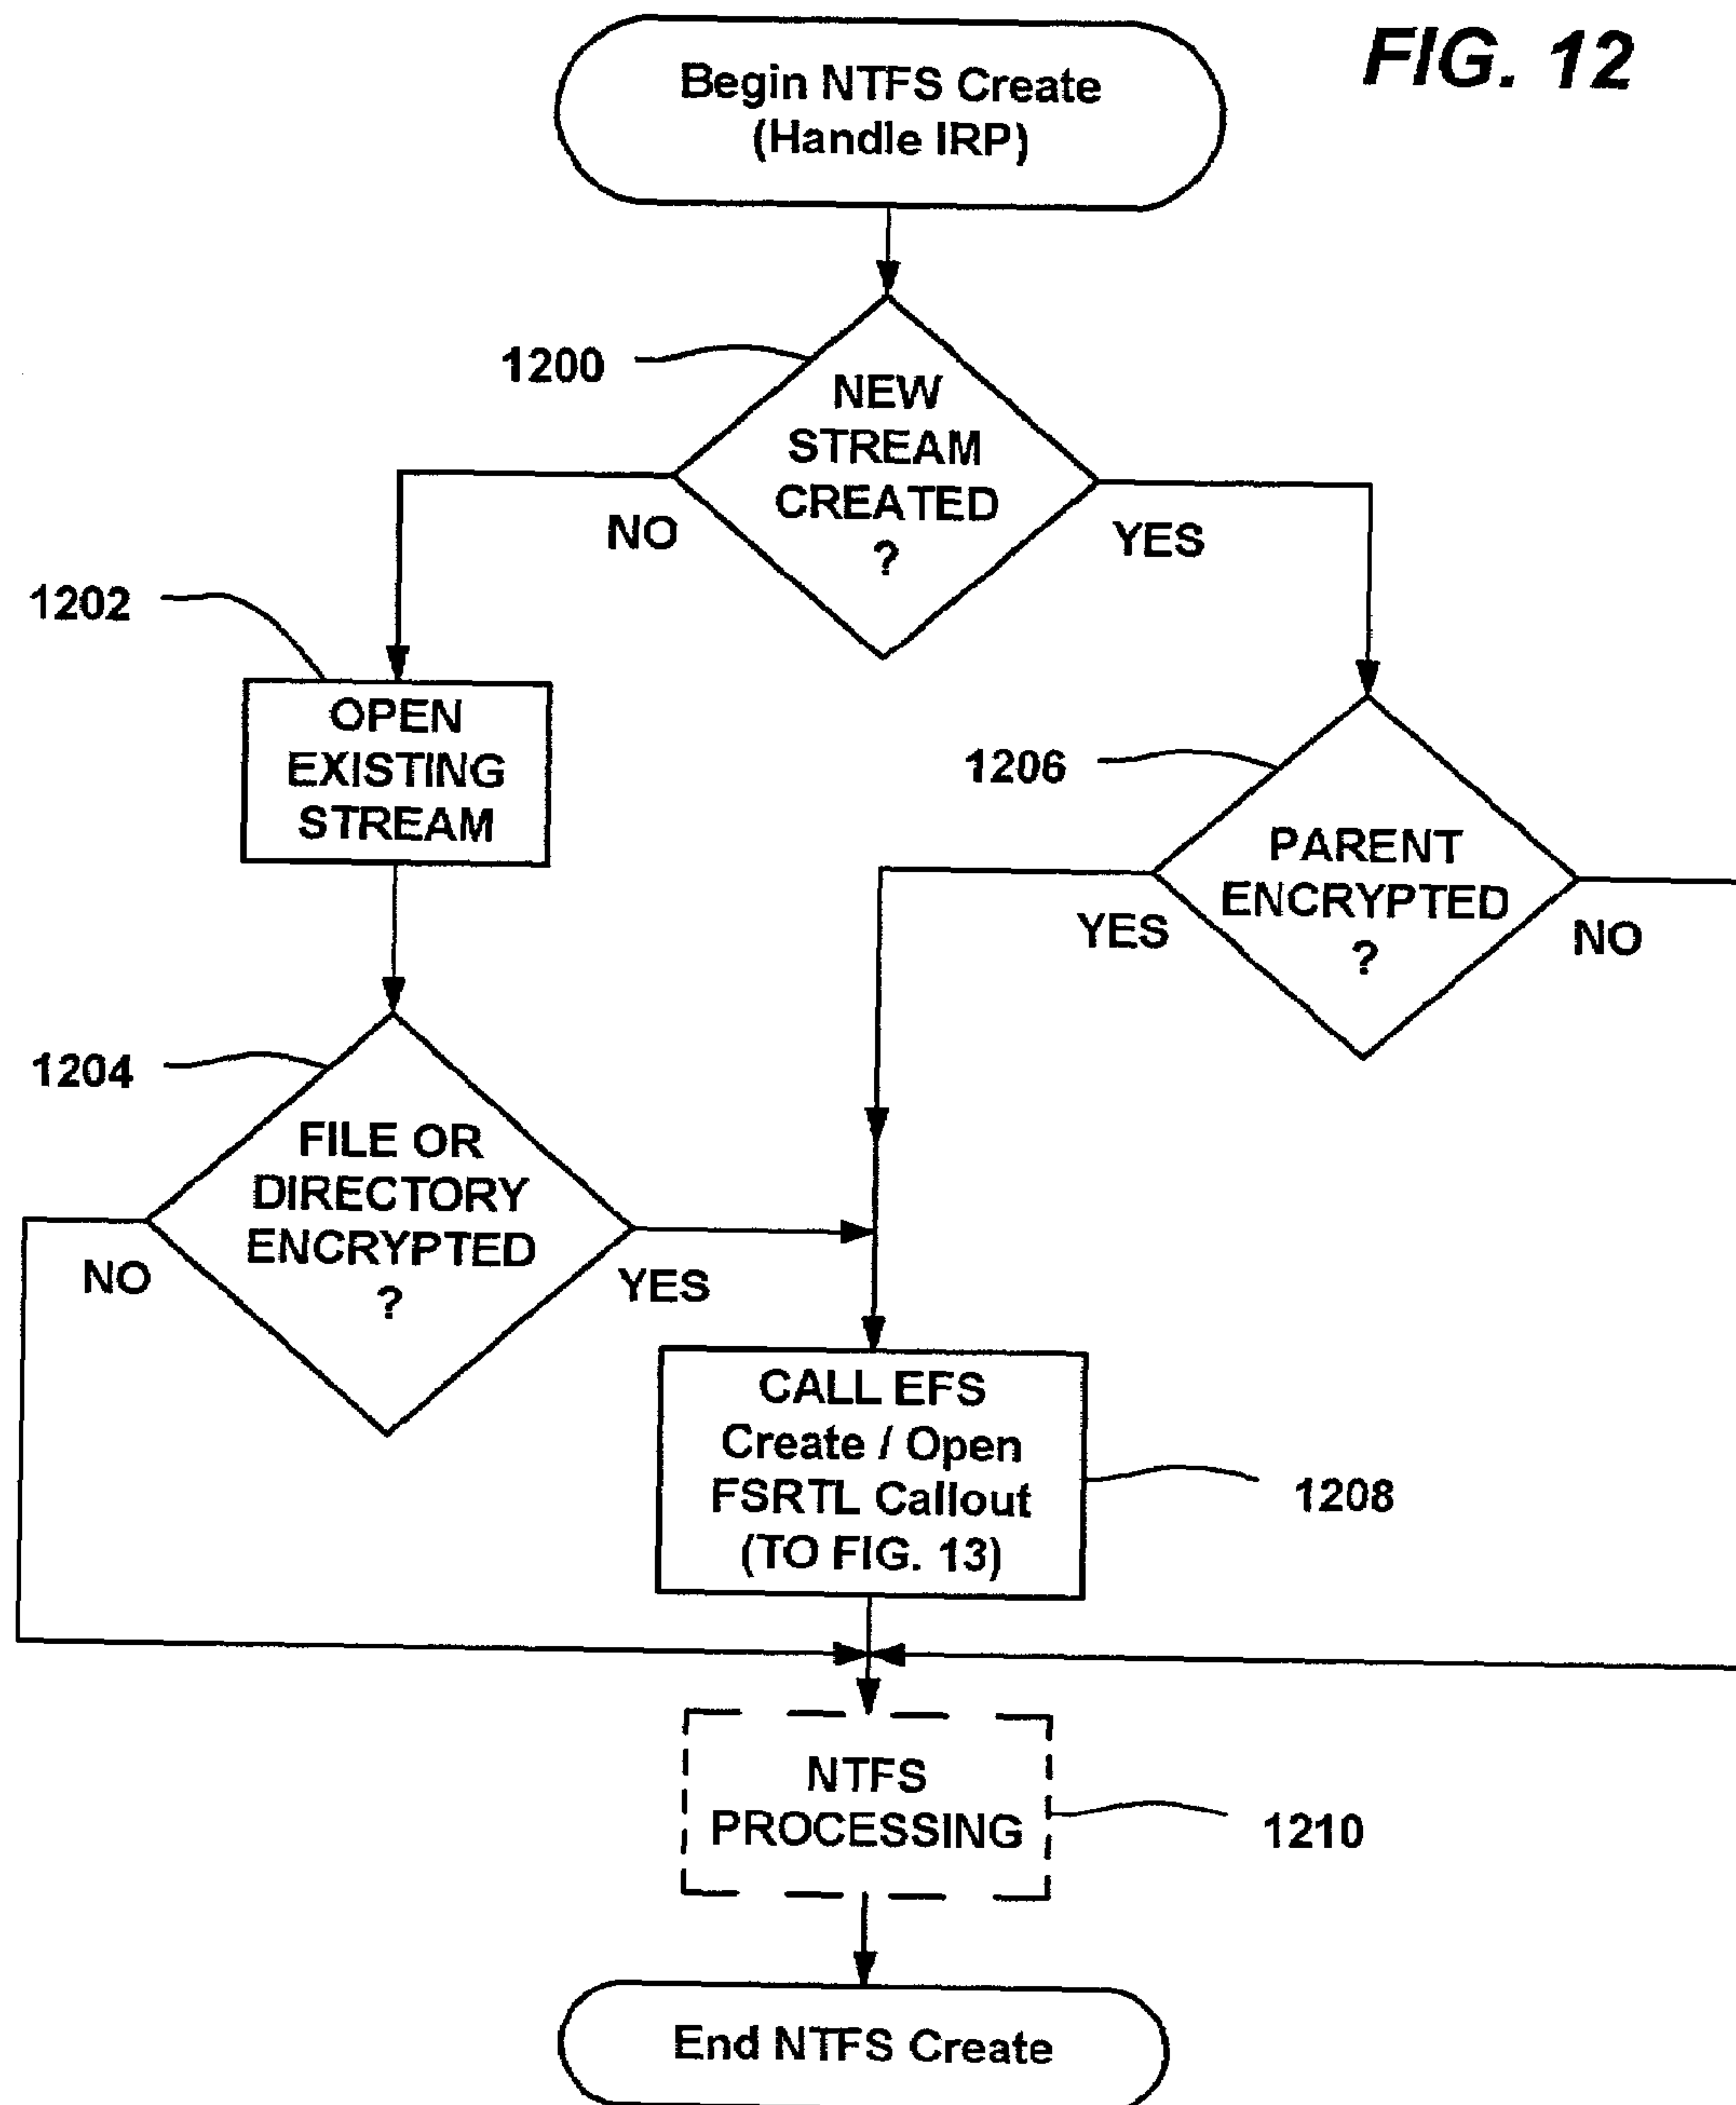 FIG. 12
Begin NTFS Create
(Handle IRP)
1200
NEW
STREAM
CREATED
?
NO
YES
1202
OPEN
EXISTING
STREAM
1206
PARENT
ENCRYPTED
?
YES
NO
1204
FILE OR
DIRECTORY
ENCRYPTED
?
NO
YES
CALL EFS
Create / Open
FSRTL Callout
(TO FIG. 13)
1208
NTFS
PROCESSING
1210
End NTFS Create